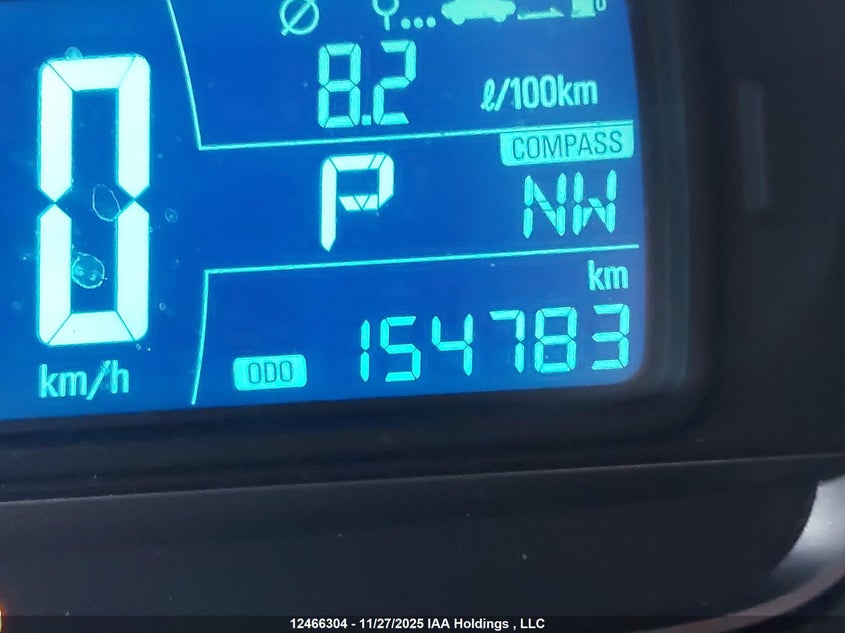 0
km/h
8.2 ℓ/100km
COMPASS
P NW
km
ODO 154783
12466304 - 11/27/2025 IAA Holdings , LLC